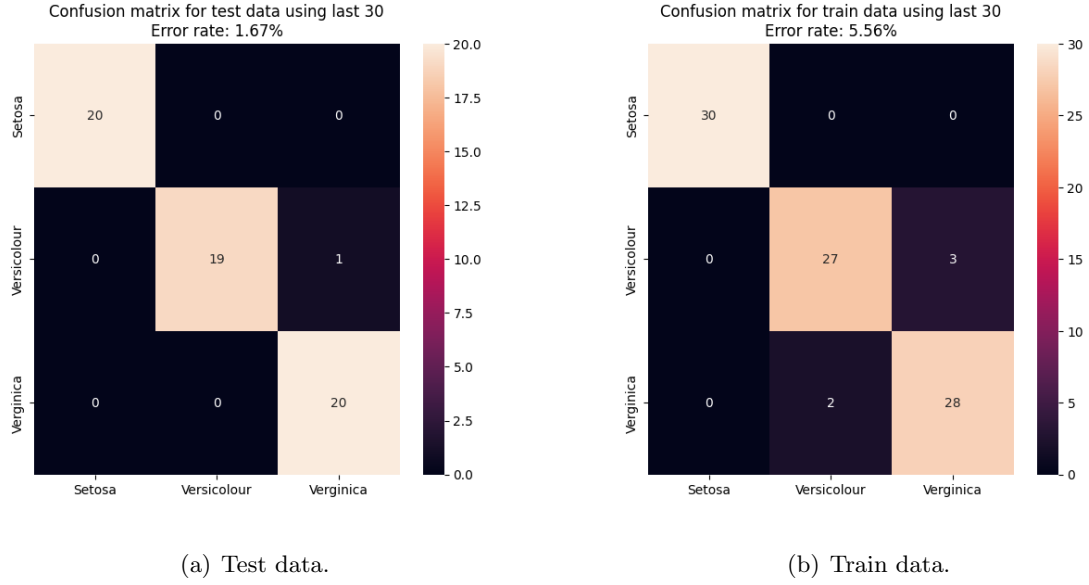 Confusion matrix for test data using last 30
Error rate: 1.67%
20 0 0
0 19 1
0 0 20
Setosa
Versicolour
Verginica
Setosa Versicolour Verginica
20.0
17.5
15.0
12.5
10.0
7.5
5.0
2.5
0.0
(a) Test data.
Confusion matrix for train data using last 30
Error rate: 5.56%
30 0 0
0 27 3
0 2 28
Setosa
Versicolour
Verginica
Setosa Versicolour Verginica
30
25
20
15
10
5
0
(b) Train data.